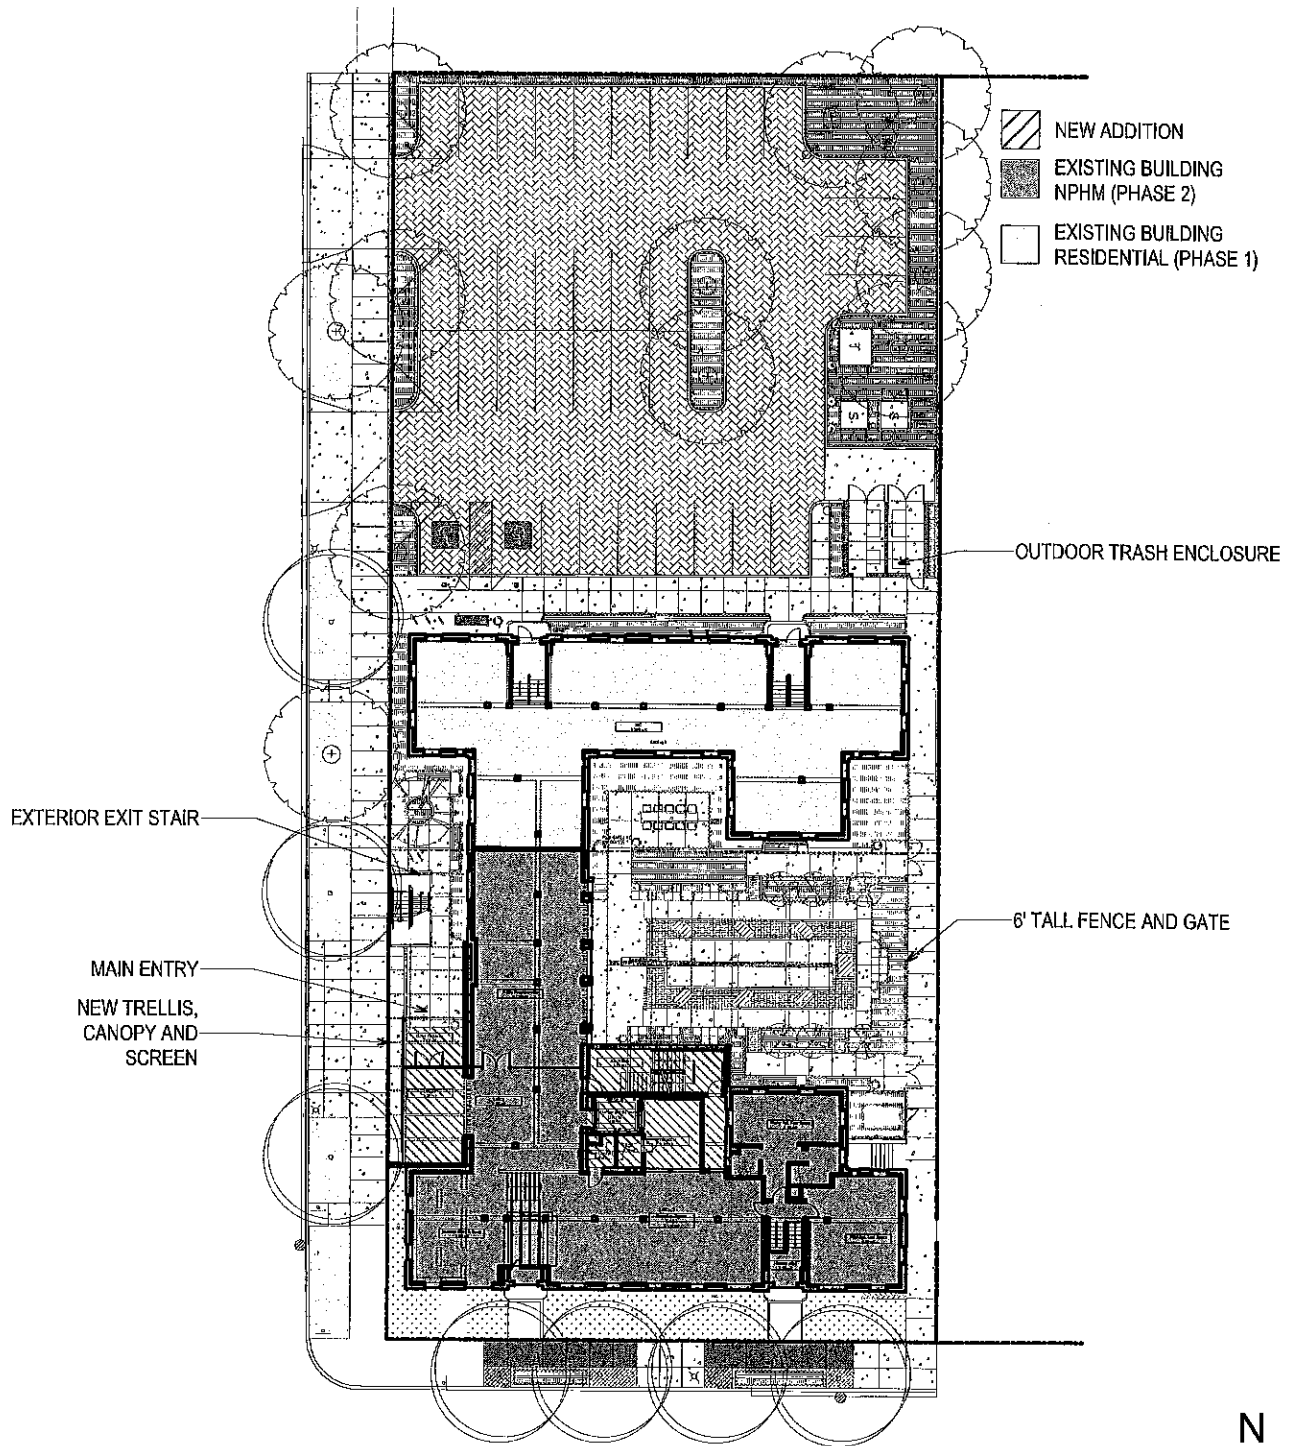 NEW ADDITION
EXISTING BUILDING
NPHM (PHASE 2)
EXISTING BUILDING
RESIDENTIAL (PHASE 1)
T
S
S
OUTDOOR TRASH ENCLOSURE
EXTERIOR EXIT STAIR
6' TALL FENCE AND GATE
MAIN ENTRY
NEW TRELLIS,
CANOPY AND
SCREEN
N